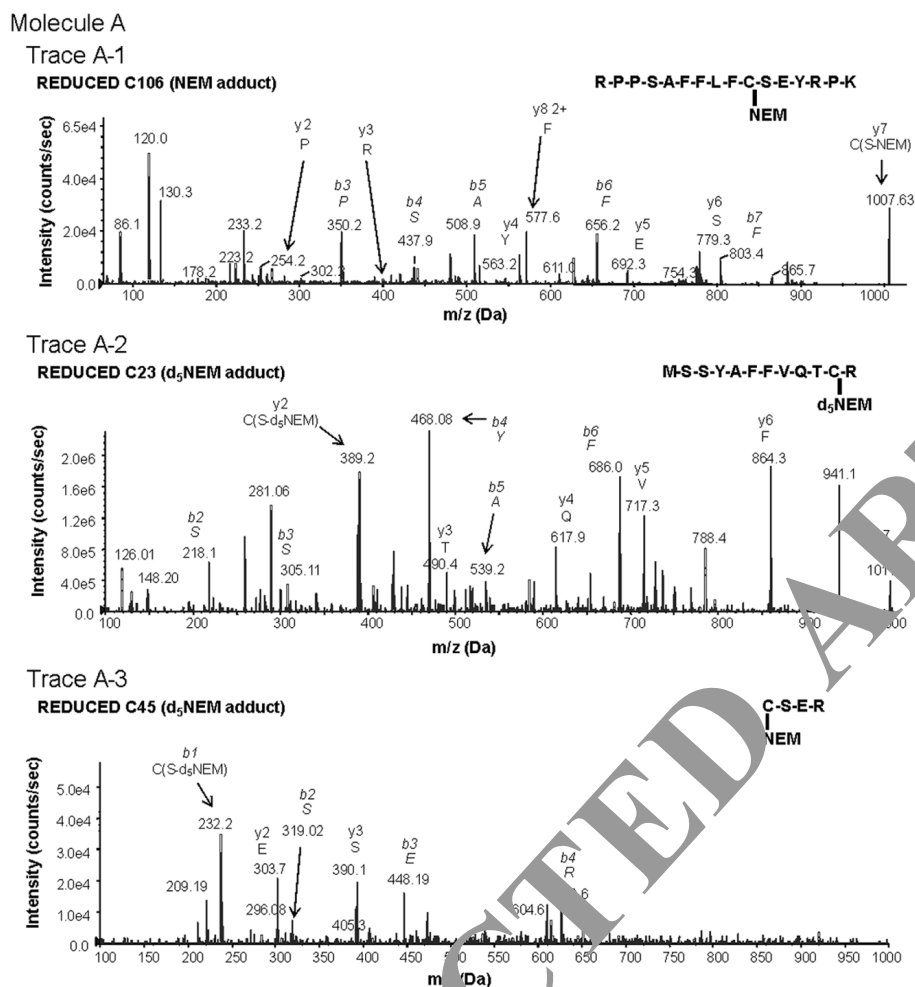 Molecule A
Trace A-1
REDUCED C106 (NEM adduct)
R-P-P-S-A-F-F-L-F-C-S-E-Y-R-P-K
NEM
Intensity (counts/sec)
6.5e4
4.0e4
2.0e4
0.0
86.1
120.0
130.3
178.2
223.2
233.2
y2
P
254.2
302.2
y3
R
b3
P
350.2
b4
S
437.9
b5
A
508.9
y4
Y
563.2
y8 2+
F
577.6
611.0
b6
F
656.2
y5
E
692.3
754.3
y6
S
779.3
b7
F
803.4
865.7
y7
C(S-NEM)
1007.63
100 200 300 400 500 600 700 800 900 1000
m/z (Da)
Trace A-2
REDUCED C23 (d5NEM adduct)
M-S-S-Y-A-F-F-V-Q-T-C-R
d5NEM
Intensity (counts/sec)
2.0e6
1.6e6
1.2e6
8.0e5
4.0e5
0.0
126.01
148.20
b2
S
218.1
281.06
b3
S
305.11
y2
C(S-d5NEM)
389.2
468.08
b4
Y
y3
T
490.4
b5
A
539.2
y4
Q
617.9
b6
F
686.0
y5
V
717.3
788.4
y6
F
864.3
941.1
100 200 300 400 500 600 700 800
m/z (Da)
Trace A-3
REDUCED C45 (d5NEM adduct)
C-S-E-R
NEM
Intensity (counts/sec)
5.0e4
4.0e4
3.0e4
2.0e4
1.0e4
0.0
209.19
b1
C(S-d5NEM)
232.2
296.08
y2
E
303.7
b2
S
319.02
y3
S
390.1
405.3
b3
E
448.19
604.6
b4
R
100 150 200 250 300 350 400 450 500 550 600 650 700 750 800 850 900 950 1000
(Da)
CTED AR